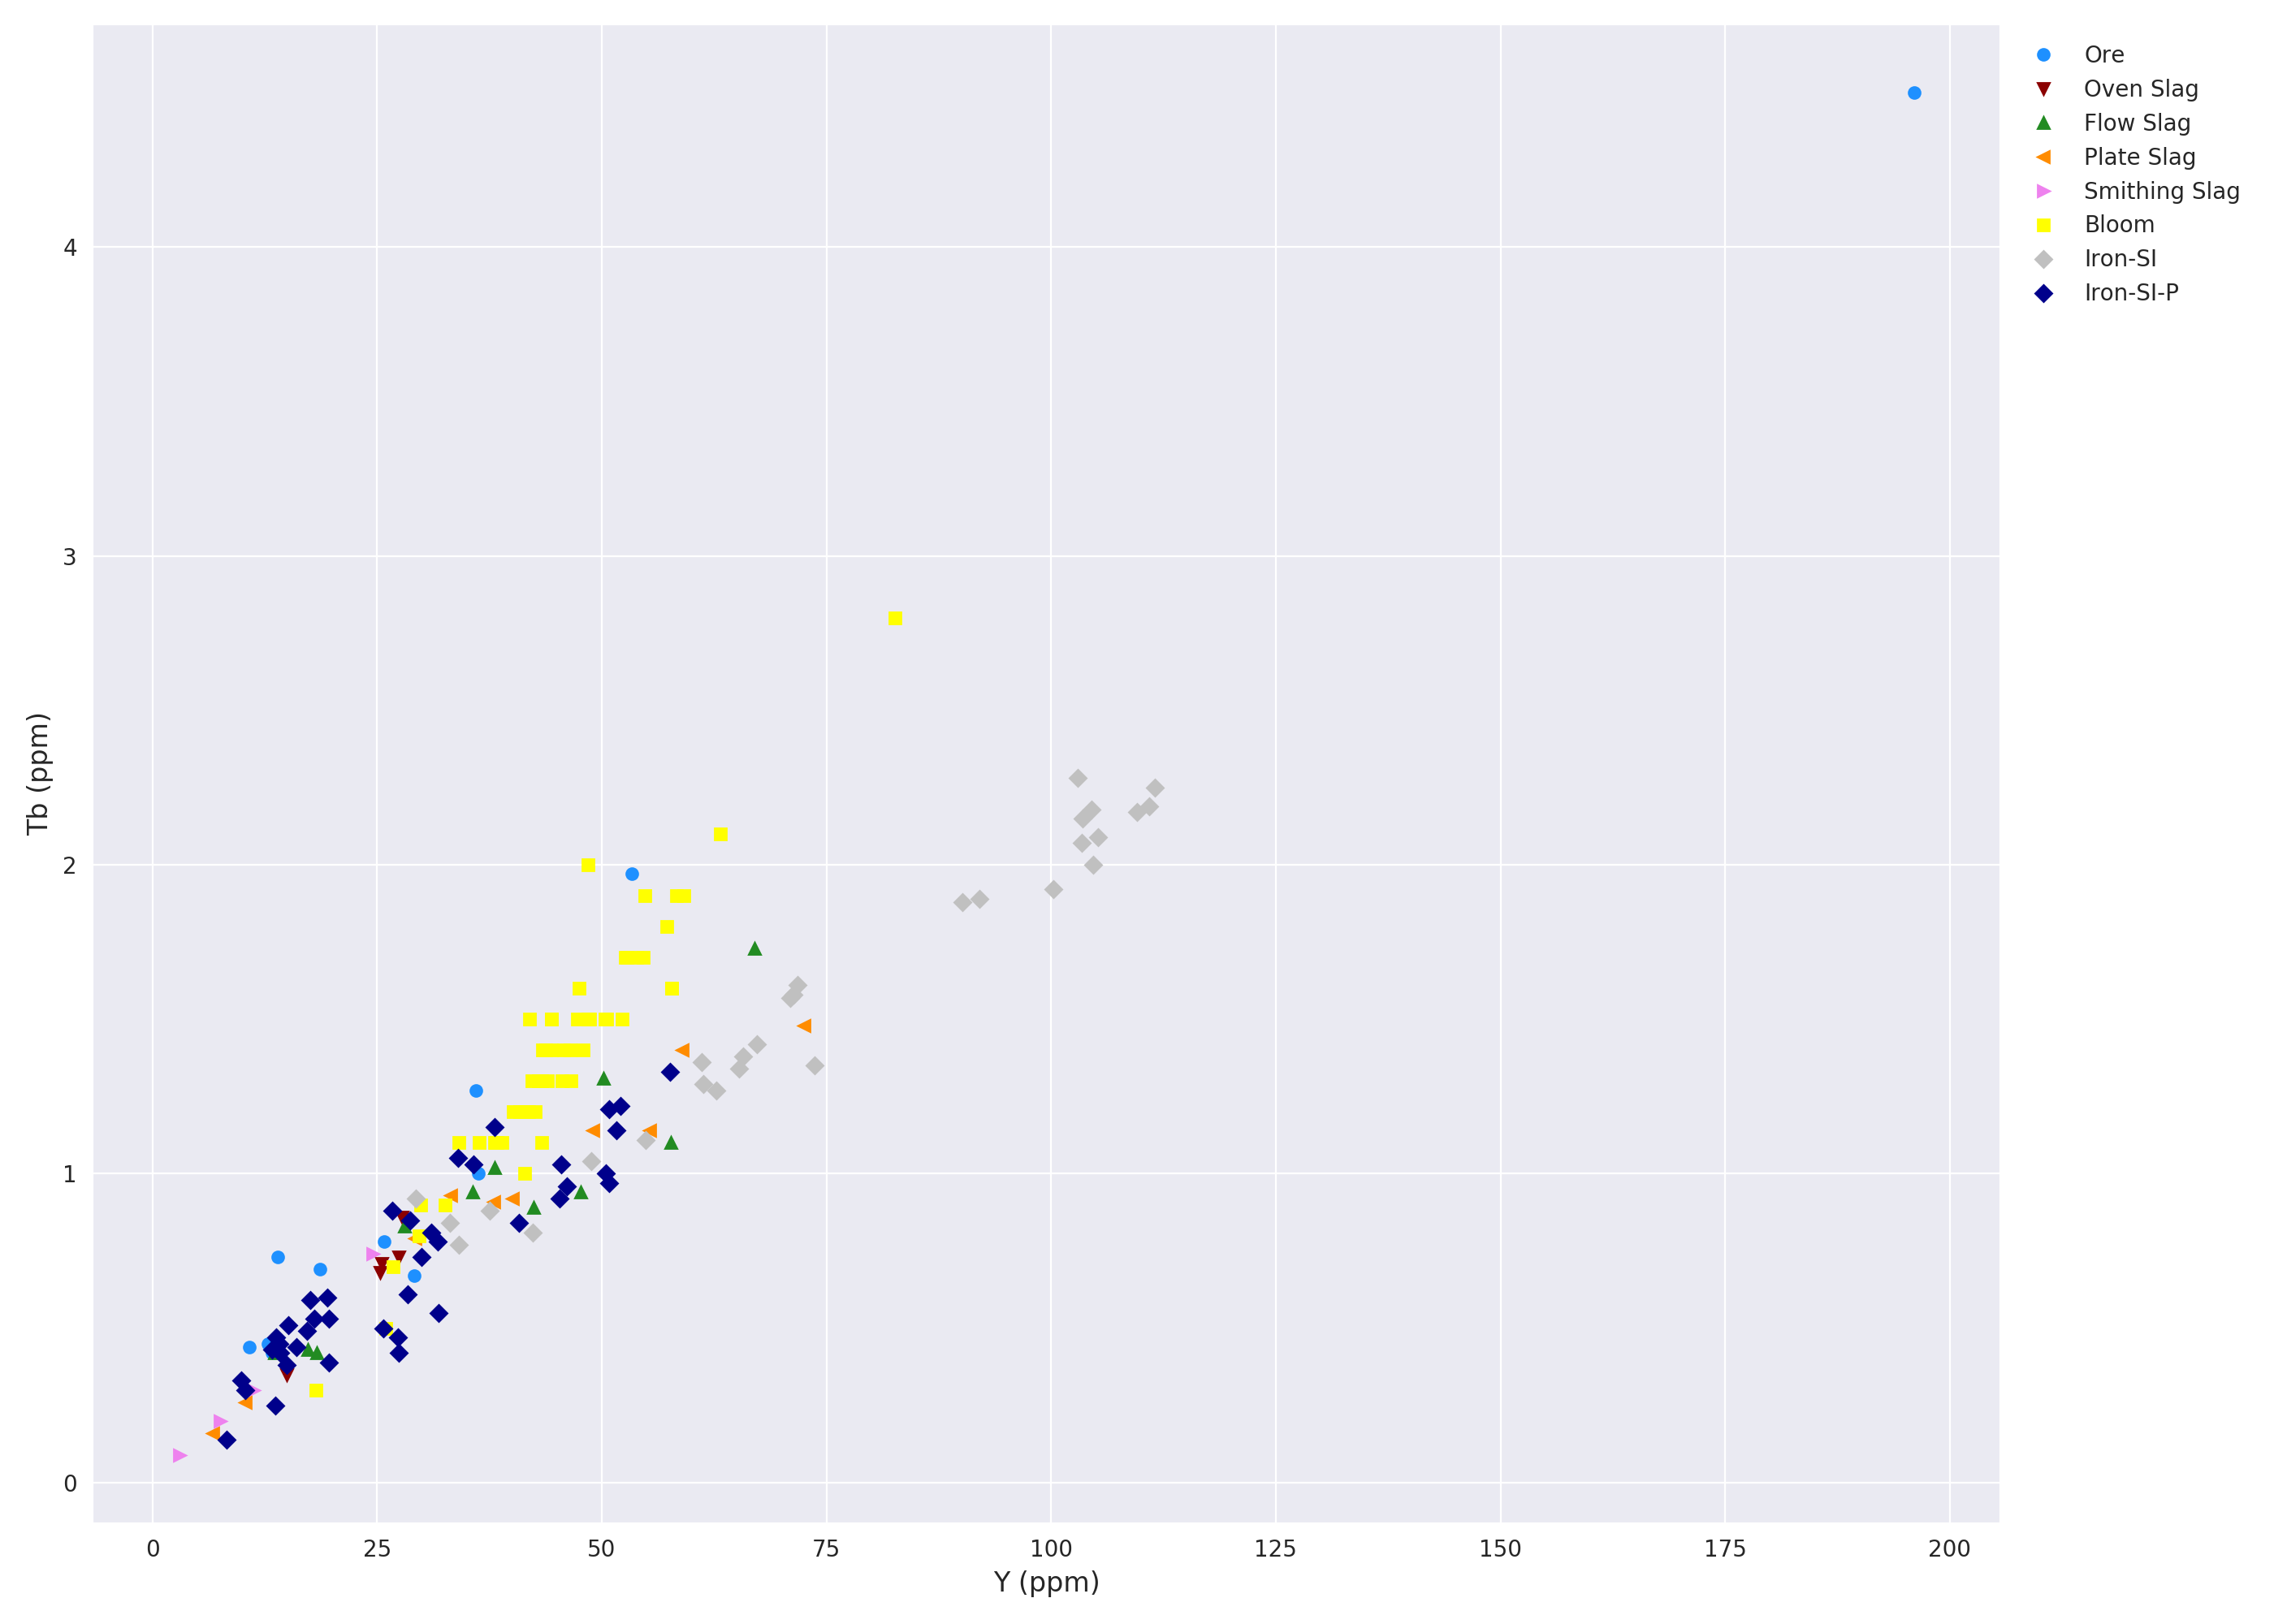 Ore
Oven Slag
Flow Slag
Plate Slag
Smithing Slag
Bloom
Iron-SI
Iron-SI-P
4
3
2
1
0
Tb (ppm)
0 25 50 75 100 125 150 175 200
Y (ppm)